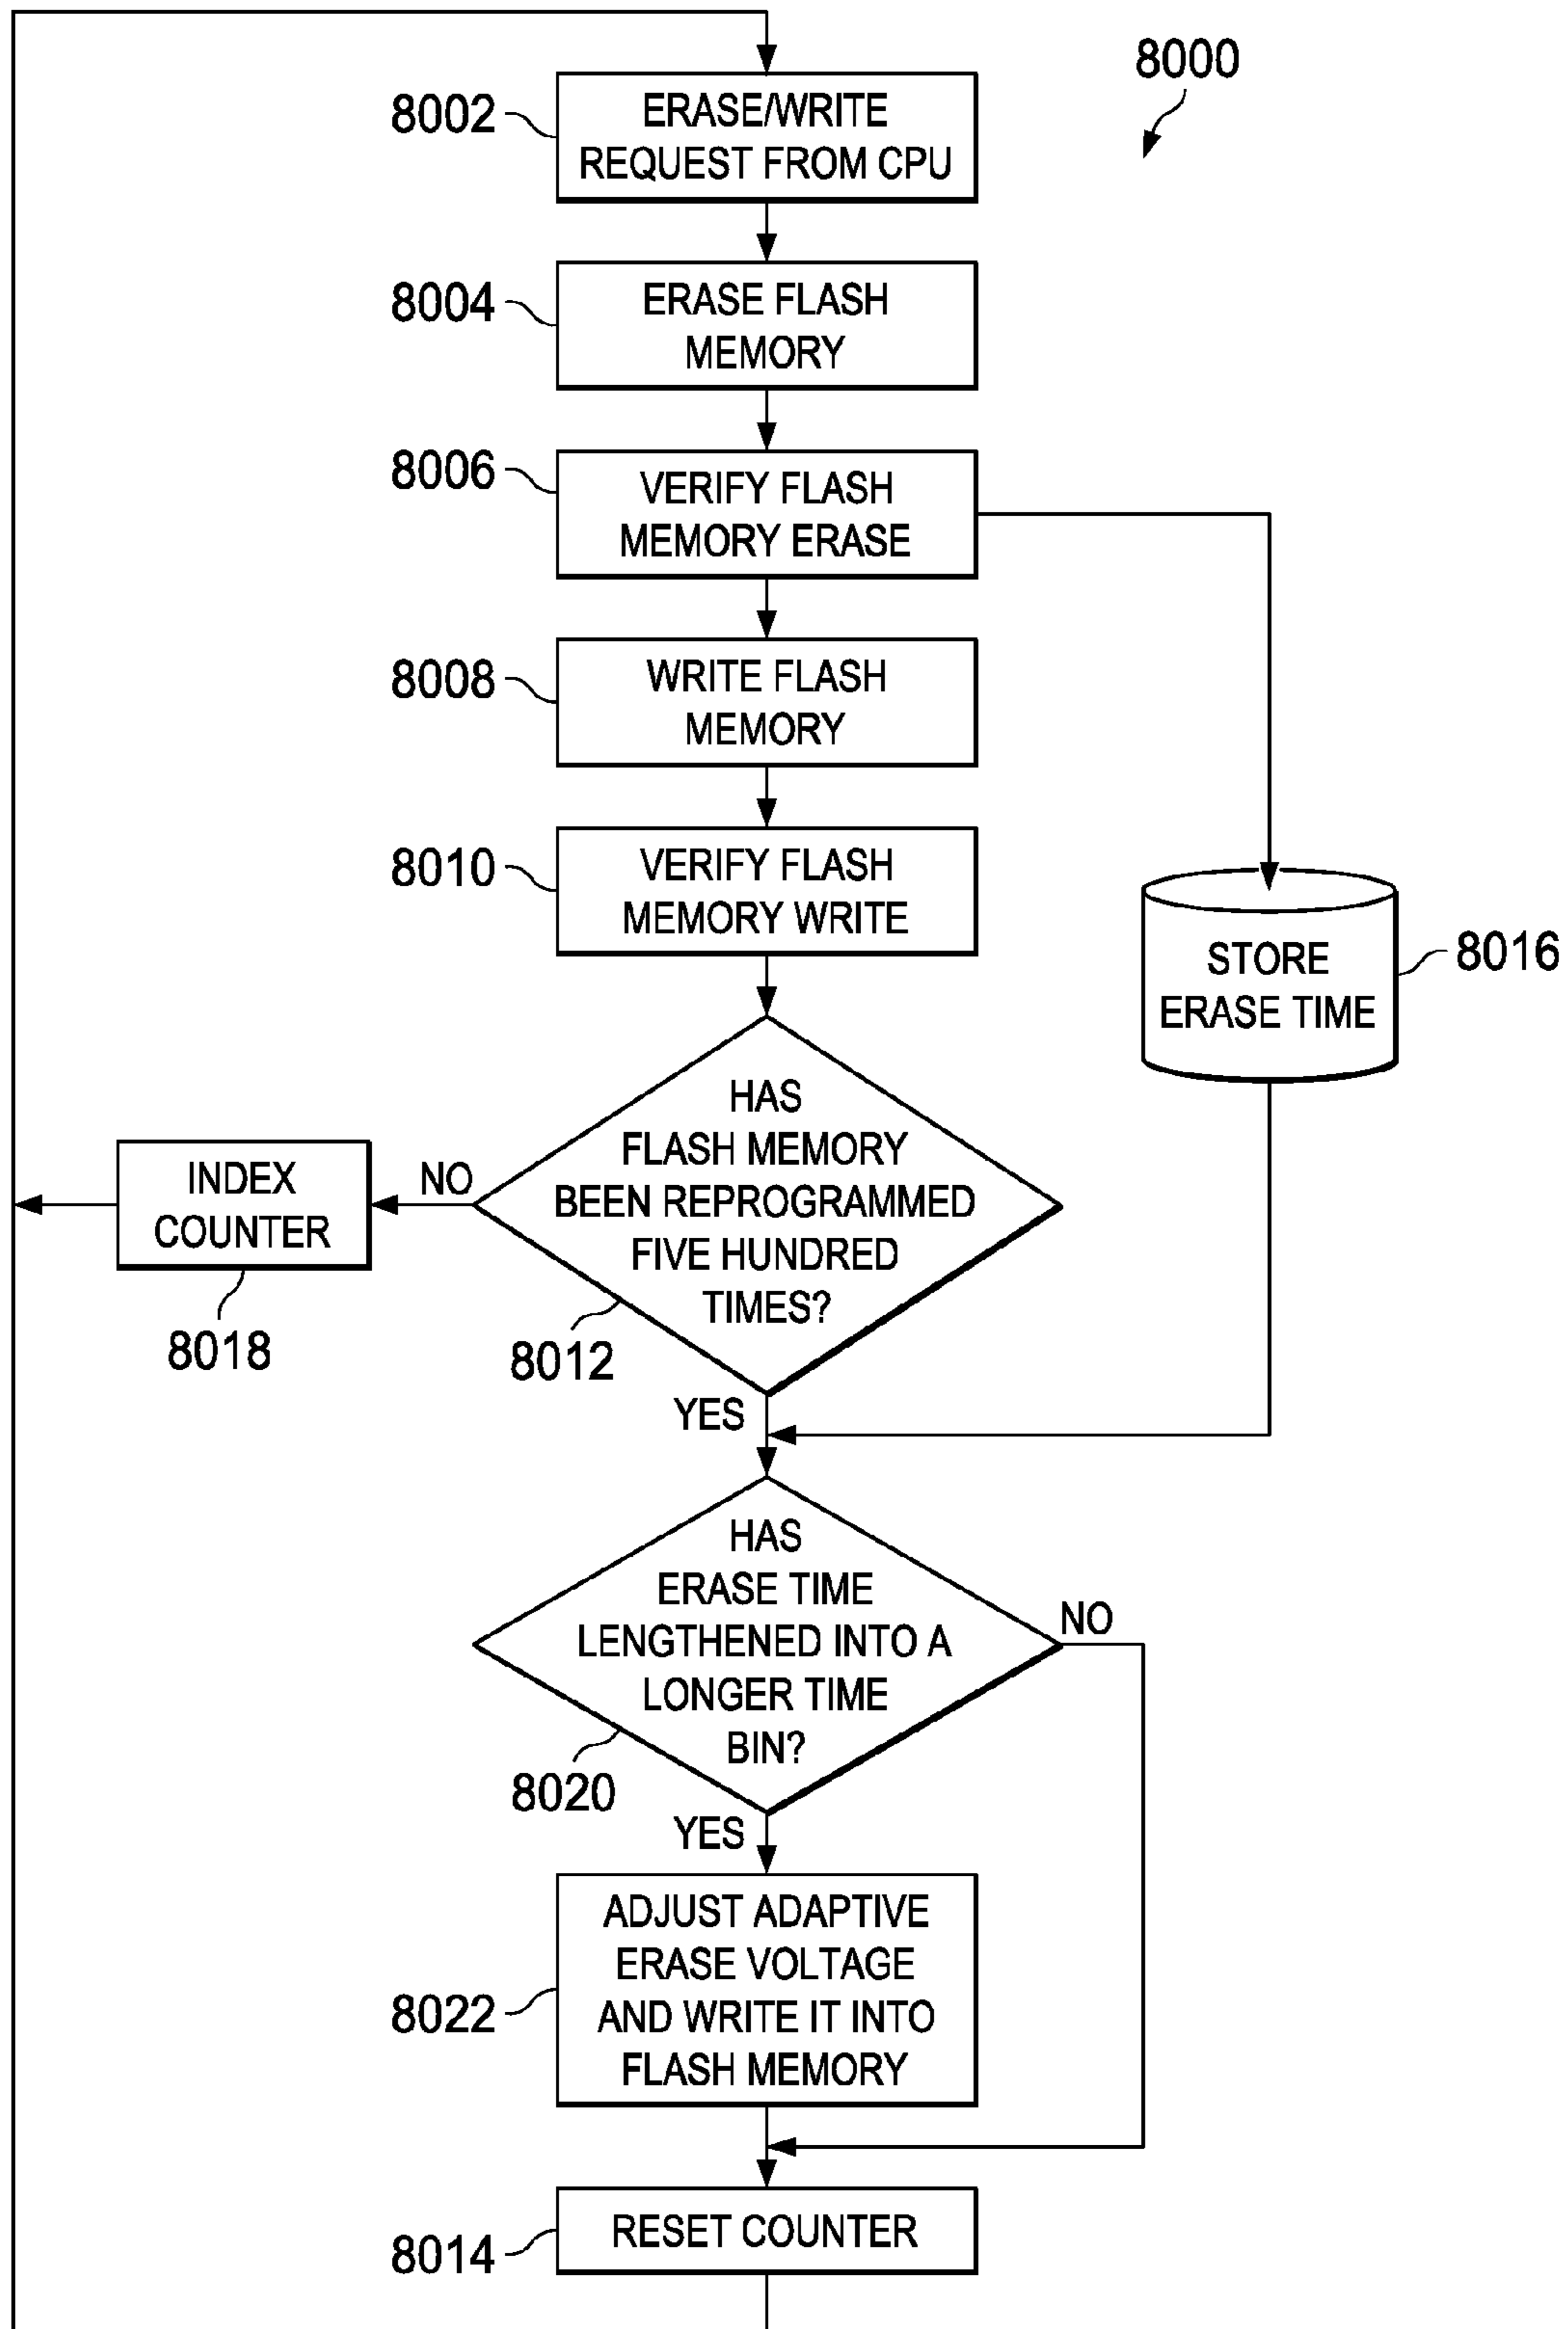 8000
8002
ERASE/WRITE
REQUEST FROM CPU
8004
ERASE FLASH
MEMORY
8006
VERIFY FLASH
MEMORY ERASE
8008
WRITE FLASH
MEMORY
8010
VERIFY FLASH
MEMORY WRITE
STORE
ERASE TIME
8016
HAS
FLASH MEMORY
BEEN REPROGRAMMED
FIVE HUNDRED
TIMES?
8012
NO
INDEX
COUNTER
8018
YES
HAS
ERASE TIME
LENGTHENED INTO A
LONGER TIME
BIN?
8020
NO
YES
ADJUST ADAPTIVE
ERASE VOLTAGE
AND WRITE IT INTO
FLASH MEMORY
8022
RESET COUNTER
8014